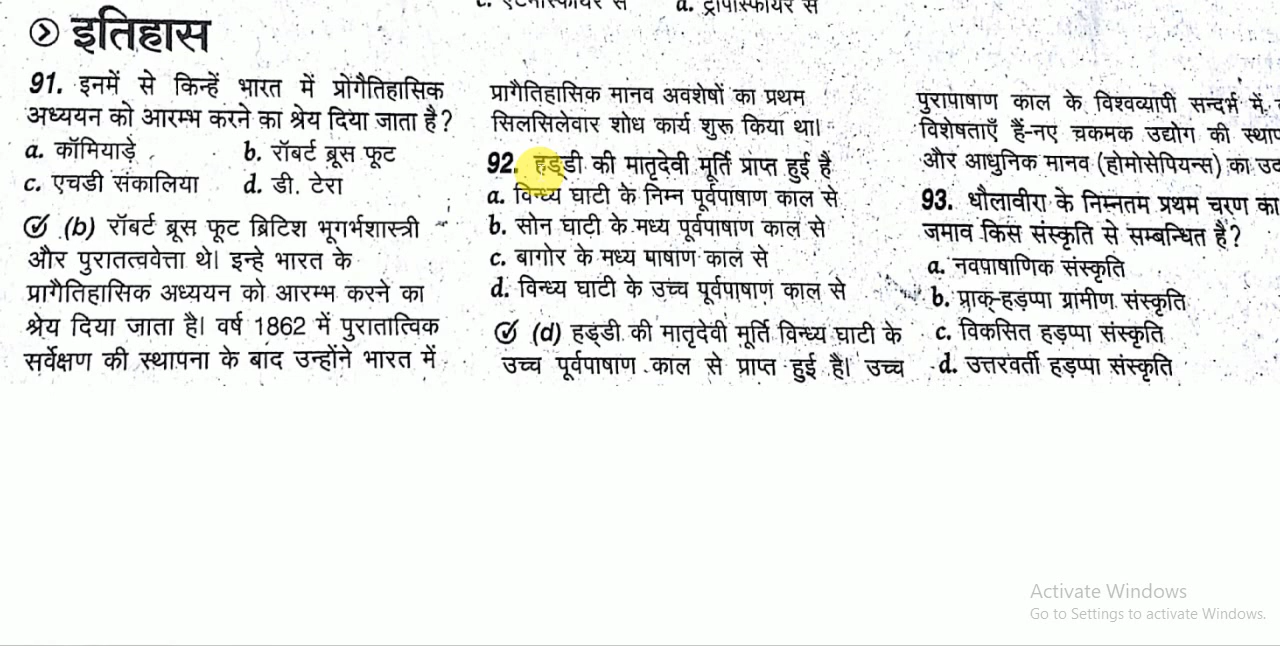 c. एटमॉस्फीयर से d. ट्रोपोस्फीयर से
इतिहास
91. इनमें से किन्हें भारत में प्रोगैतिहासिक
अध्ययन को आरम्भ करने का श्रेय दिया जाता है?
a. कॉमियाड़े b. रॉबर्ट ब्रूस फूट
c. एचडी संकालिया d. डी. टेरा
(b) रॉबर्ट ब्रूस फूट ब्रिटिश भूगर्भशास्त्री
और पुरातत्ववेत्ता थे। इन्हे भारत के
प्रागैतिहासिक अध्ययन को आरम्भ करने का
श्रेय दिया जाता है। वर्ष 1862 में पुरातात्विक
सर्वेक्षण की स्थापना के बाद उन्होंने भारत में
प्रागैतिहासिक मानव अवशेषों का प्रथम
सिलसिलेवार शोध कार्य शुरू किया था।
92. हड्डी की मातृदेवी मूर्ति प्राप्त हुई है
a. विन्ध्य घाटी के निम्न पूर्वपाषाण काल से
b. सोन घाटी के मध्य पूर्वपाषाण काल से
c. बागोर के मध्य पाषाण काल से
d. विन्ध्य घाटी के उच्च पूर्वपाषाण काल से
(d) हड्डी की मातृदेवी मूर्ति विन्ध्य घाटी के
उच्च पूर्वपाषाण काल से प्राप्त हुई है। उच्च
पुरापाषाण काल के विश्वव्यापी सन्दर्भ में
विशेषताएँ हैं-नए चकमक उद्योग की
और आधुनिक मानव (होमोसेपियन्स) का
93. धौलावीरा के निम्नतम प्रथम चरण का
जमाव किस संस्कृति से सम्बन्धित है?
a. नवपाषाणिक संस्कृति
b. प्राक्-हड़प्पा ग्रामीण संस्कृति
c. विकसित हड़प्पा संस्कृति
d. उत्तरवर्ती हड़प्पा संस्कृति
Activate Windows
Go to Settings to activate Windows.